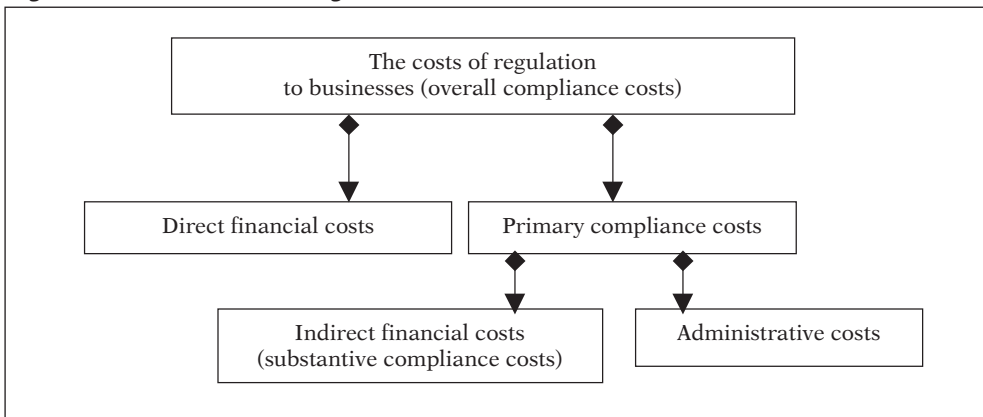 The costs of regulation
to businesses (overall compliance costs)
Direct financial costs
Primary compliance costs
Indirect financial costs
(substantive compliance costs)
Administrative costs